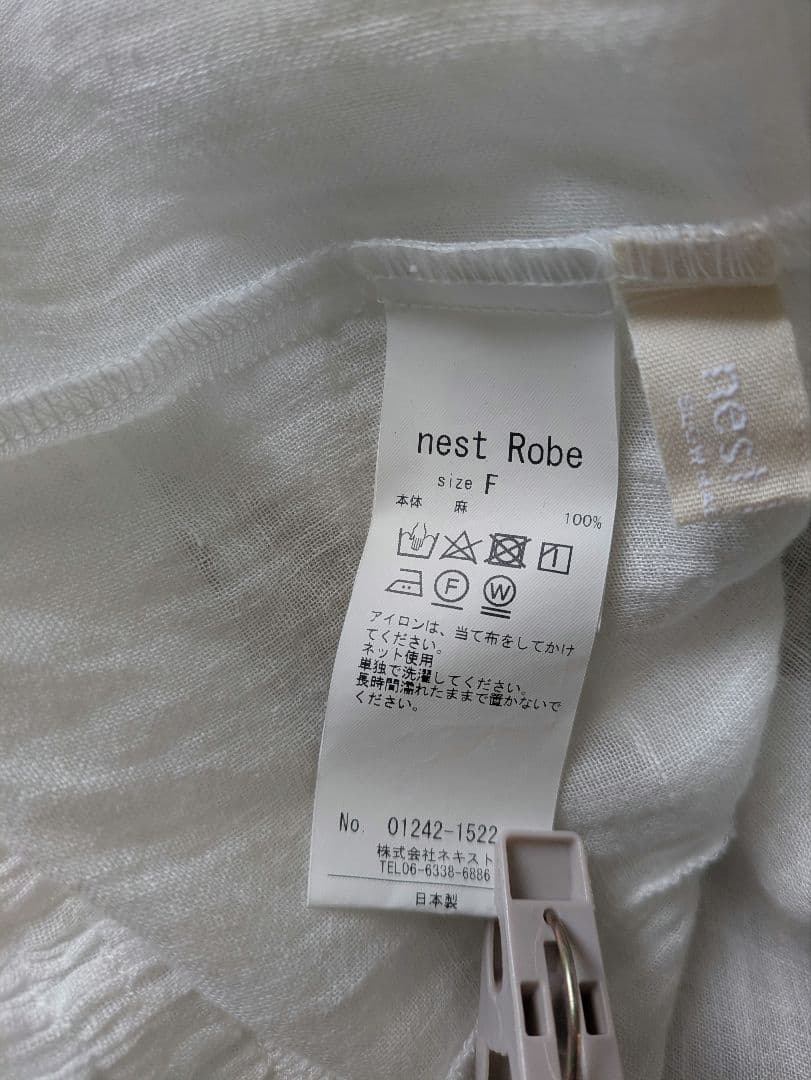 nest Robe
size F
本体 麻 100%
F W
アイロンは、当て布をしてかけ
てください。
ネット使用
単独で洗濯してください。
長時間濡れたままで置かないで
ください。
No. 01242-1522
株式会社ネキスト
TEL06-6338-6886
日本製
nest